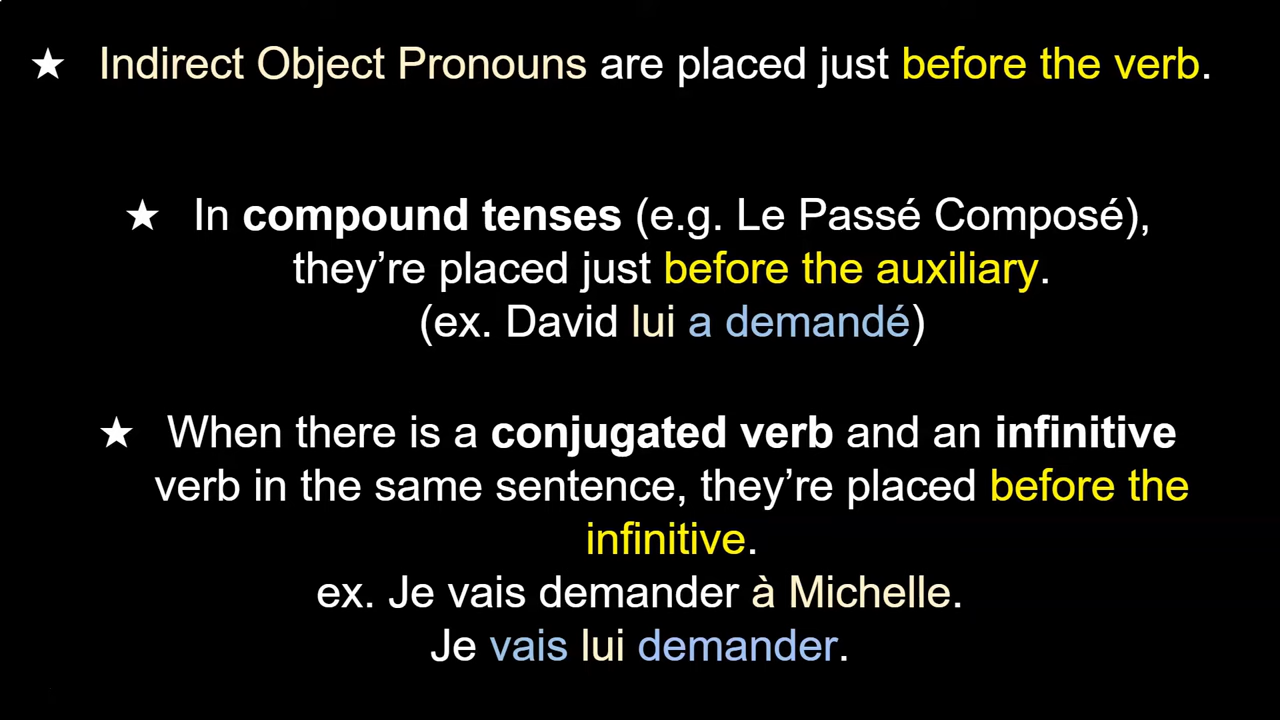 ★ Indirect Object Pronouns are placed just before the verb.
★ In compound tenses (e.g. Le Passé Composé),
they’re placed just before the auxiliary.
(ex. David lui a demandé)
★ When there is a conjugated verb and an infinitive
verb in the same sentence, they’re placed before the
infinitive.
ex. Je vais demander à Michelle.
Je vais lui demander.